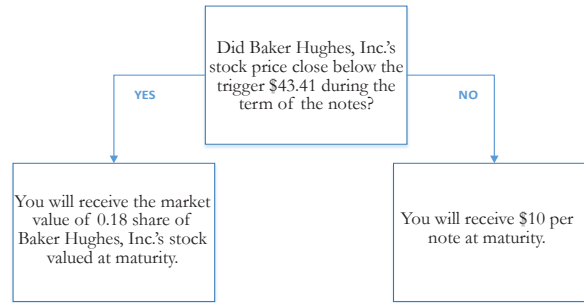 Did Baker Hughes, Inc.'s
stock price close below the
trigger $43.41 during the
term of the notes?
YES
NO
You will receive the market
value of 0.18 share of
Baker Hughes, Inc.'s stock
valued at maturity.
You will receive $10 per
note at maturity.